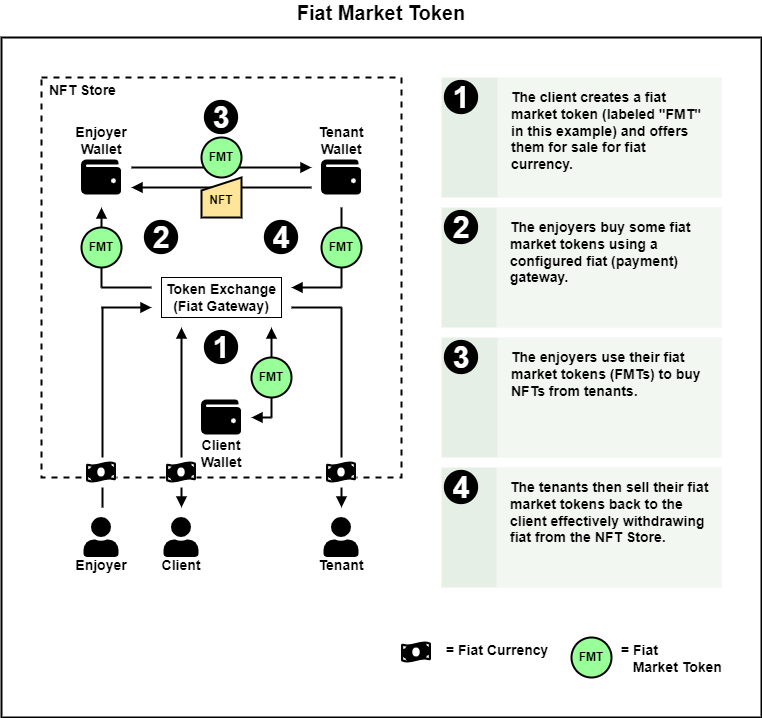 Fiat Market Token
NFT Store
3
Enjoyer
Wallet
Tenant
Wallet
FMT
NFT
2
4
FMT
FMT
Token Exchange
(Fiat Gateway)
1
FMT
Client
Wallet
Enjoyer
Client
Tenant
1
The client creates a fiat
market token (labeled "FMT"
in this example) and offers
them for sale for fiat
currency.
2
The enjoyers buy some fiat
market tokens using a
configured fiat (payment)
gateway.
3
The enjoyers use their fiat
market tokens (FMTs) to buy
NFTs from tenants.
4
The tenants then sell their fiat
market tokens back to the
client effectively withdrawing
fiat from the NFT Store.
= Fiat Currency
FMT
= Fiat
Market Token